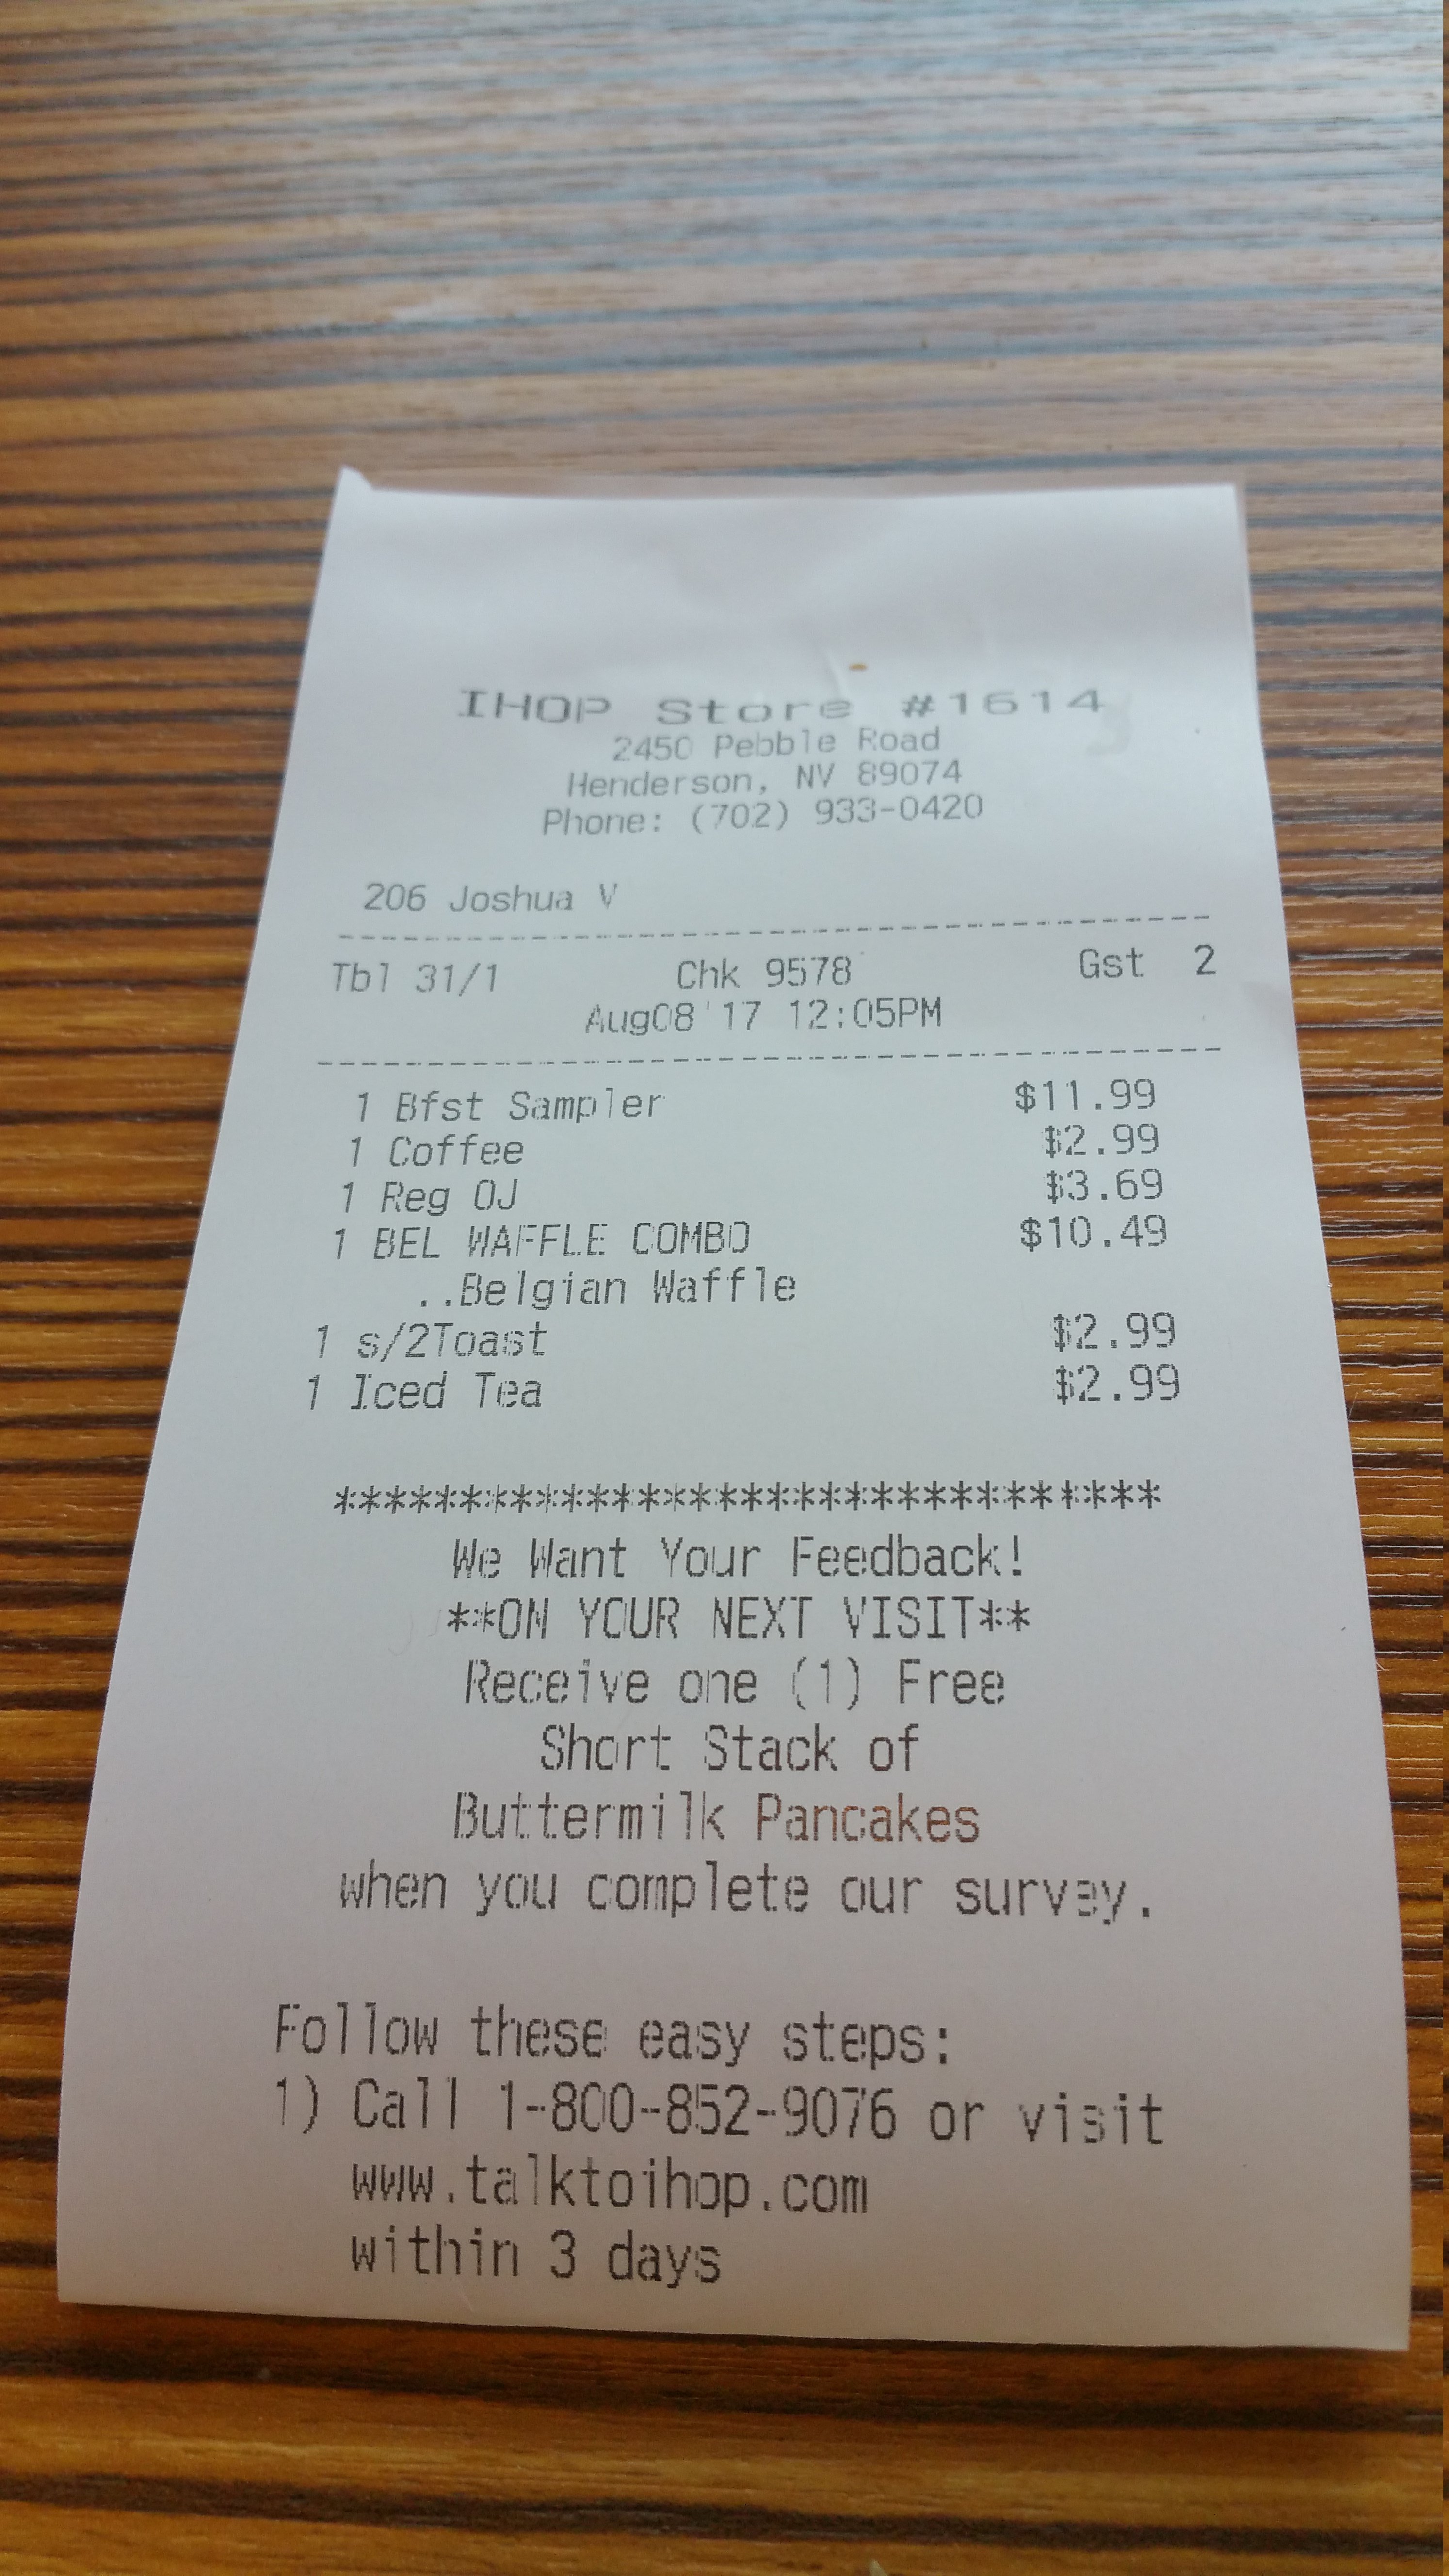 IHOP Store #1614
2450 Pebble Road
Henderson, NV 89074
Phone: (702) 933-0420
206 Joshua V
--------------------------------------
Tbl 31/1 Chk 9578 Gst 2
Aug08'17 12:05PM
--------------------------------------
1 Bfst Sampler $11.99
1 Coffee $2.99
1 Reg OJ $3.69
1 BEL WAFFLE COMBO $10.49
..Belgian Waffle
1 s/2Toast $2.99
1 Iced Tea $2.99
*********************************
We Want Your Feedback!
**ON YOUR NEXT VISIT**
Receive one (1) Free
Short Stack of
Buttermilk Pancakes
when you complete our survey.
Follow these easy steps:
1) Call 1-800-852-9076 or visit
www.talktoihop.com
within 3 days